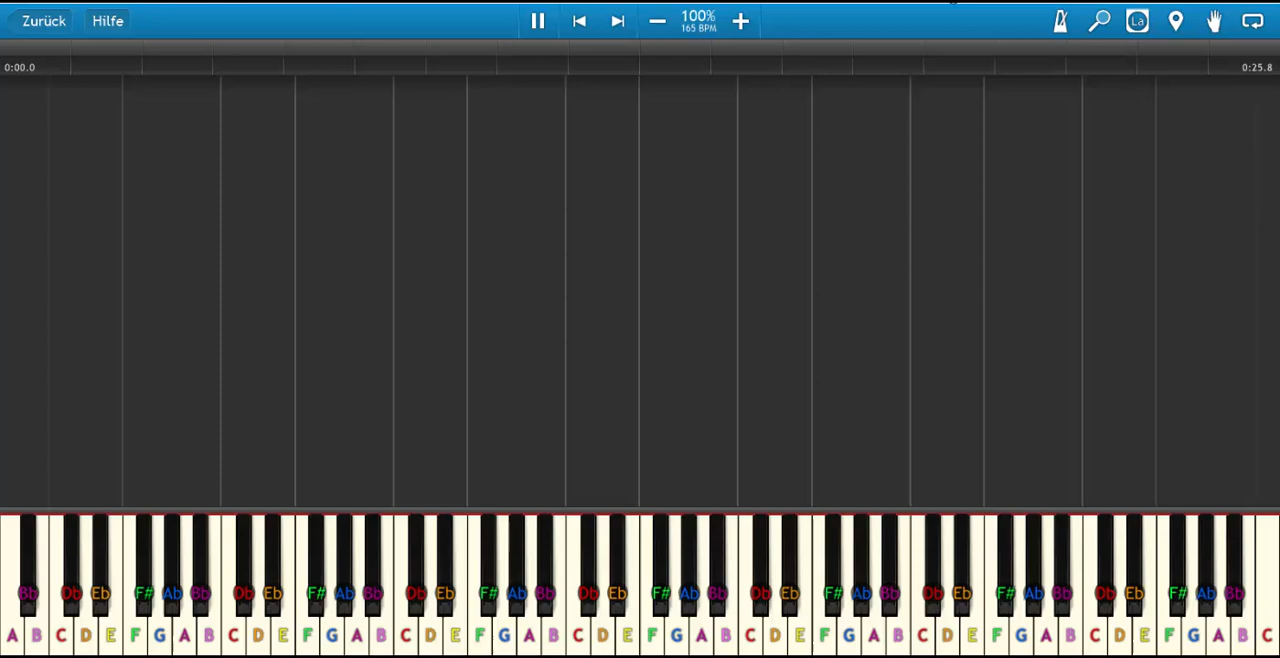 Zurück Hilfe 100% La
165 BPM
0:00.0 0:25.8
Bb Db Eb F# Ab Bb Db Eb F# Ab Bb Db Eb F# Ab Bb Db Eb F# Ab Bb Db Eb F# Ab Bb Db Eb F# Ab Bb Db Eb F# Ab Bb
A B C D E F G A B C D E F G A B C D E F G A B C D E F G A B C D E F G A B C D E F G A B C D E F G A B C